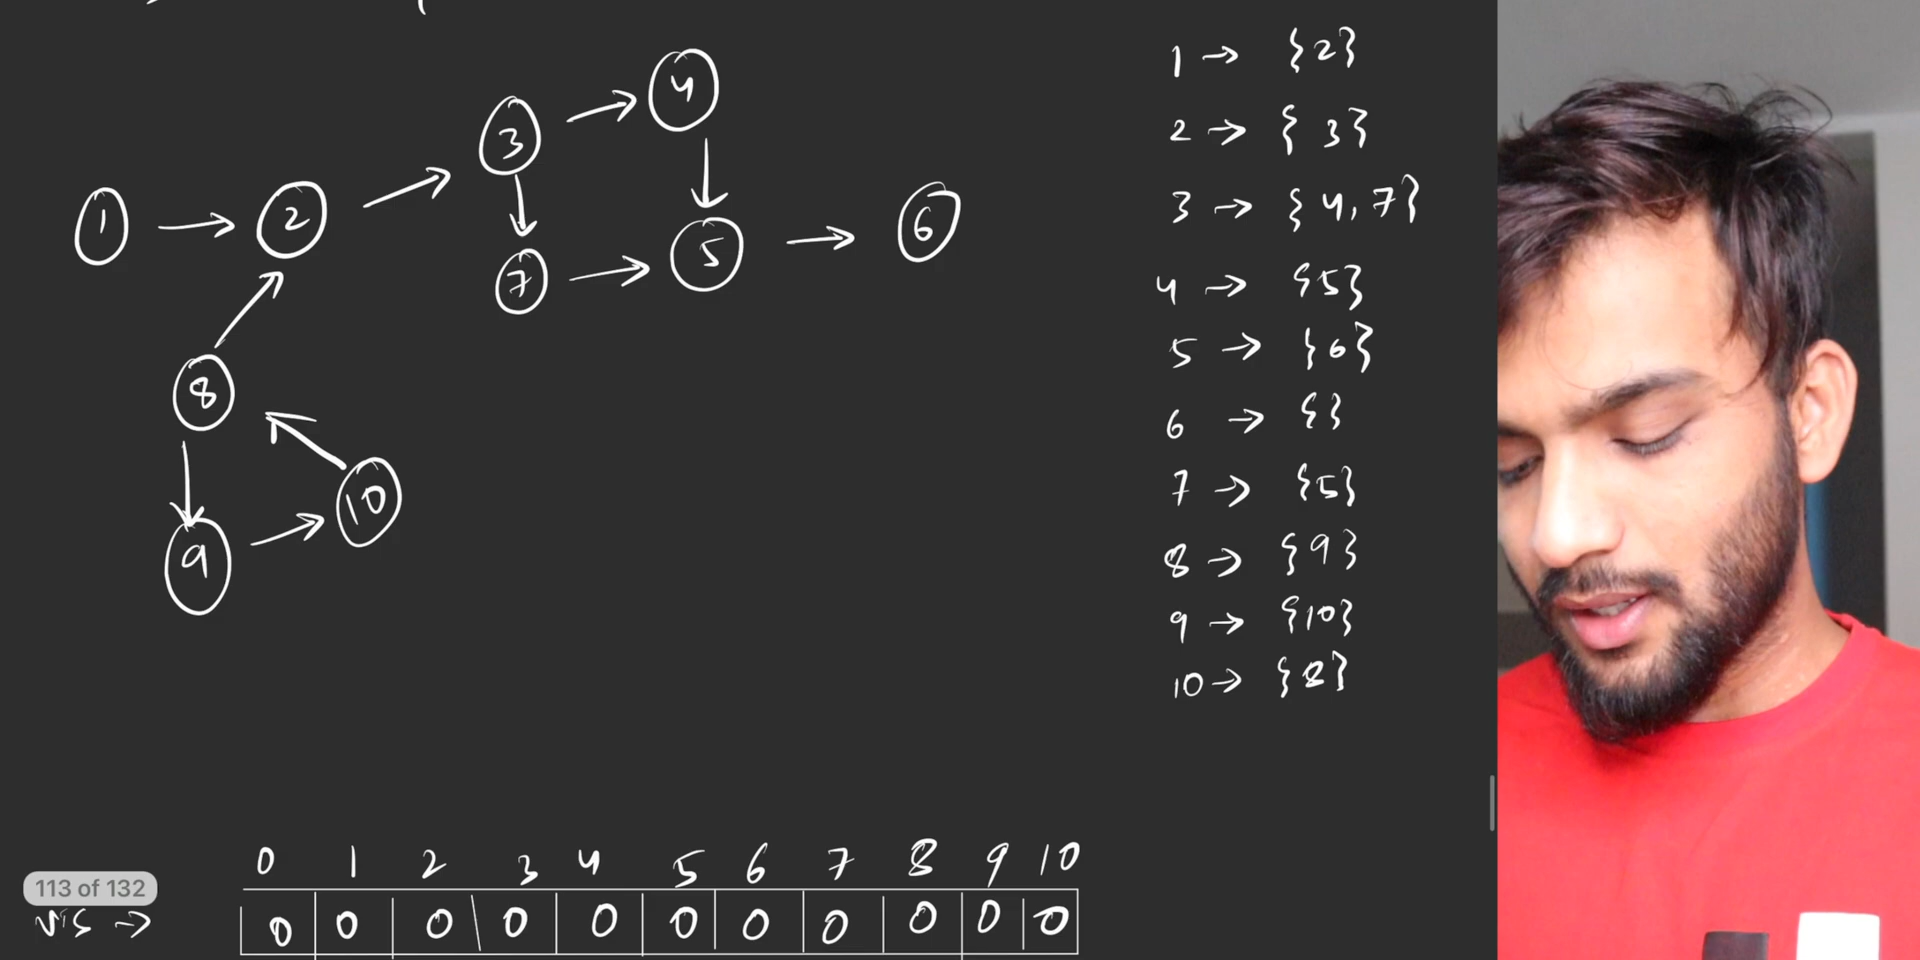 1 → {2}
2 → {3}
3 → {4,7}
4 → {5}
5 → {6}
6 → {}
7 → {5}
8 → {9}
9 → {10}
10 → {8}
1 → 2 → 3 → 4
7 → 5 → 6
8
9 → 10
0 1 2 3 4 5 6 7 8 9 10
113 of 132
vis → 0 0 0 0 0 0 0 0 0 0 0